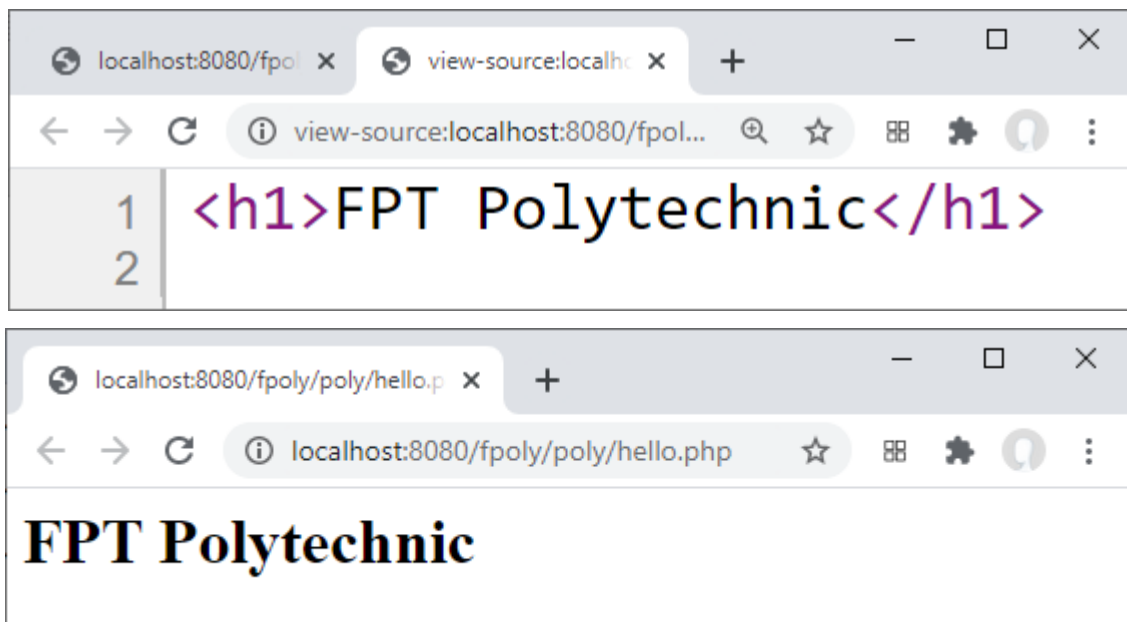 localhost:8080/fpol
view-source:localho
view-source:localhost:8080/fpol...
1 <h1>FPT Polytechnic</h1>
2
localhost:8080/fpoly/poly/hello.p
localhost:8080/fpoly/poly/hello.php
FPT Polytechnic